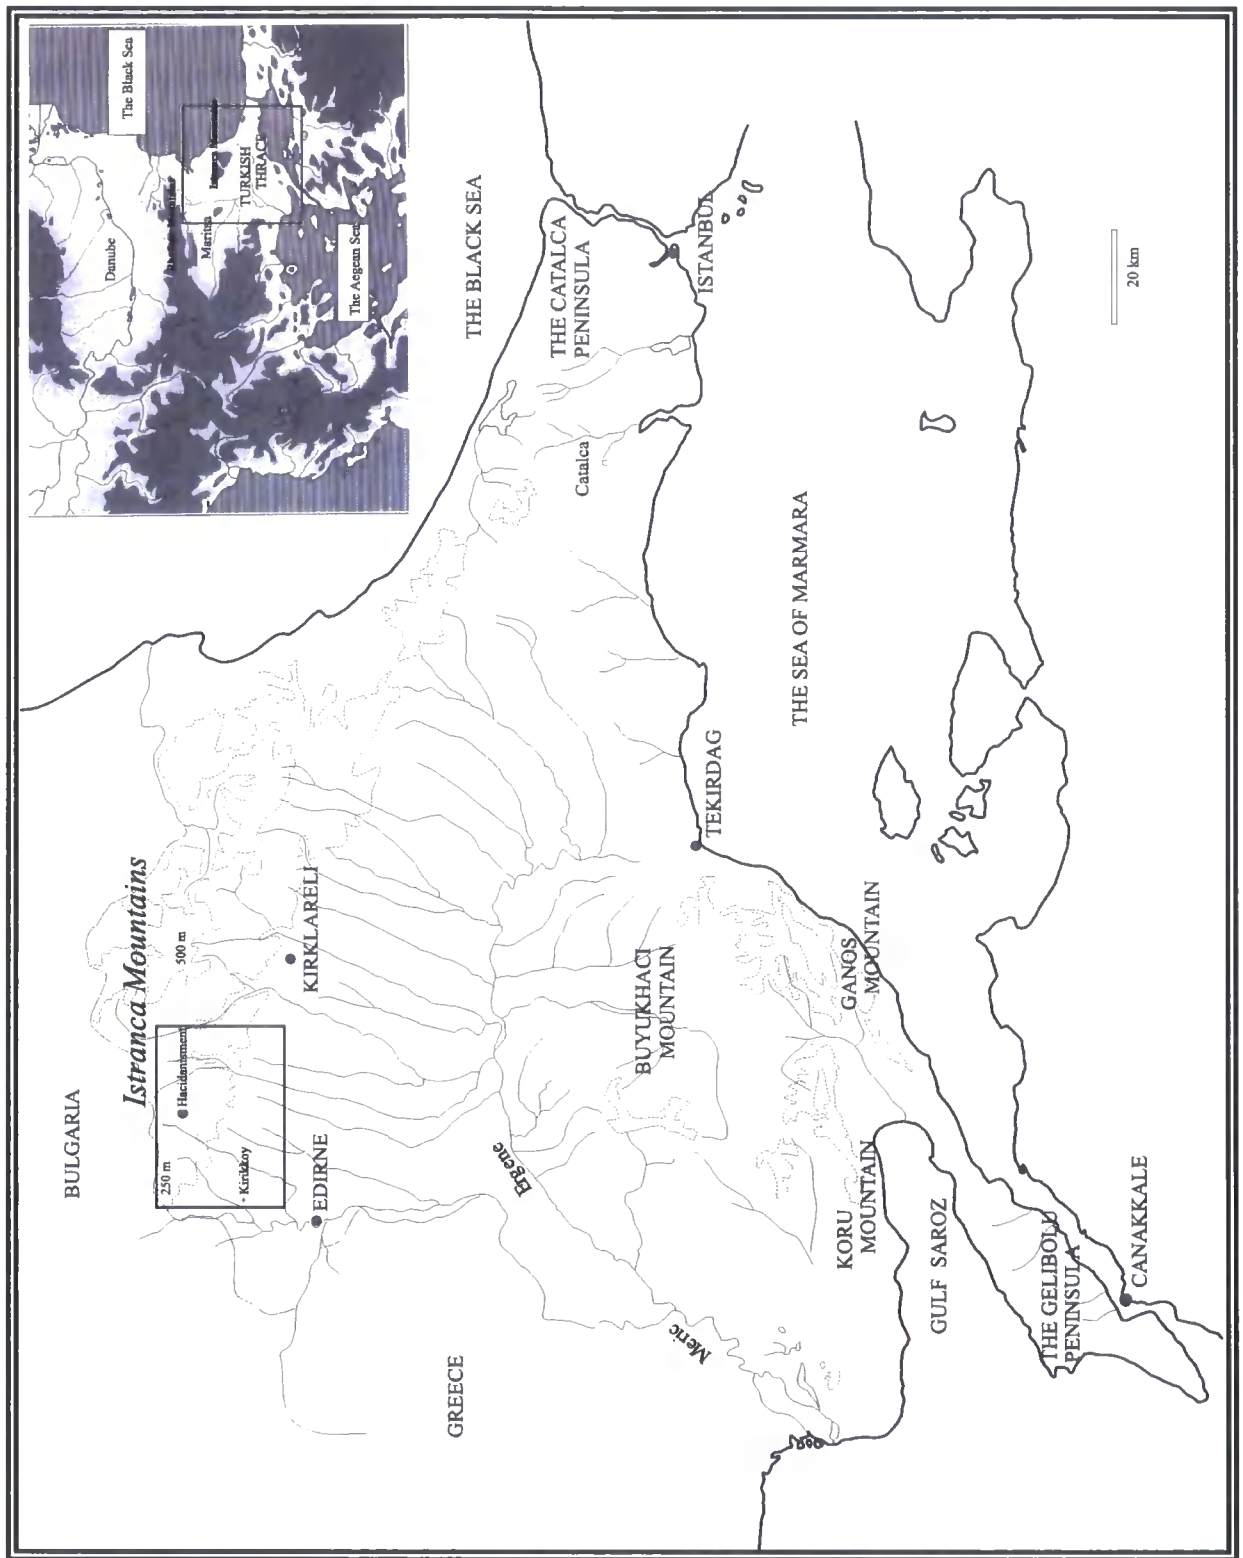 The Black Sea
Danube
Maritsa
TURKISH
THRACE
The Aegean Sea
BULGARIA
Istranca Mountains
THE BLACK SEA
250 m
Hacidanisment
500 m
Kirikkoy
KIRKLARELI
EDIRNE
THE CATALCA
PENINSULA
Catalca
ISTANBUL
Ergene
GREECE
Meric
BUYUKHACI
MOUNTAIN
TEKIRDAG
THE SEA OF MARMARA
GANOS
MOUNTAIN
KORU
MOUNTAIN
GULF SAROZ
THE GELIBOLU
PENINSULA
CANAKKALE
20 km